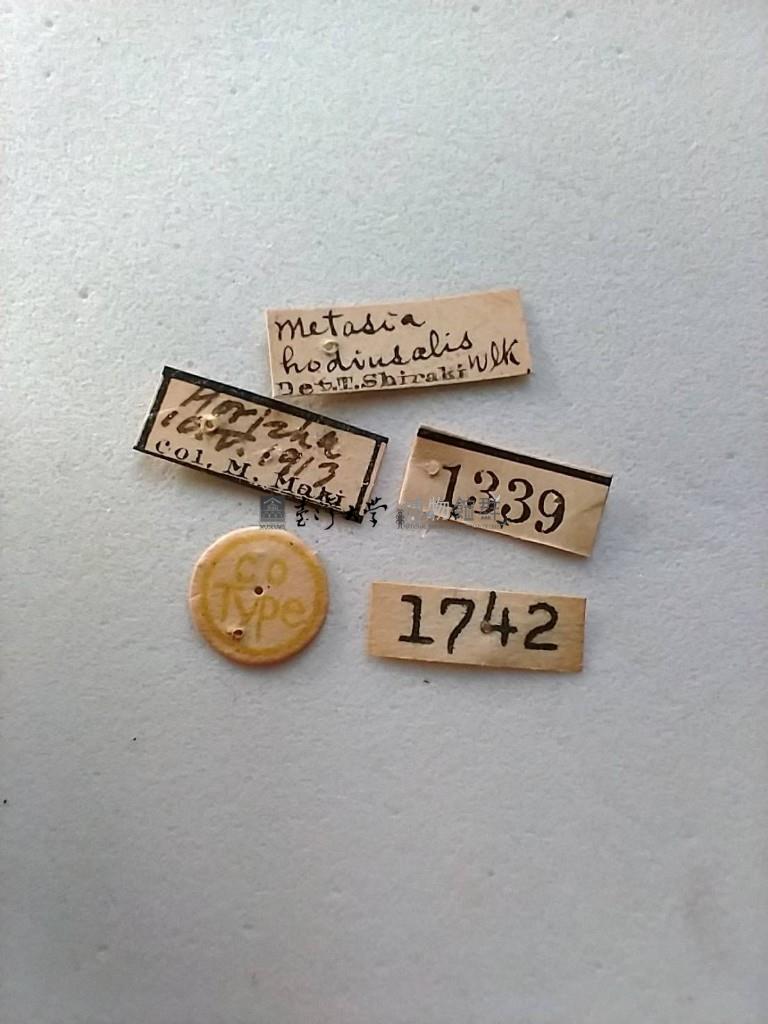 Metasia
hodiusalis Wlk
Det. T. Shiraki
Horisha
col. M. Maki
1913
1339
Co
Type
1742